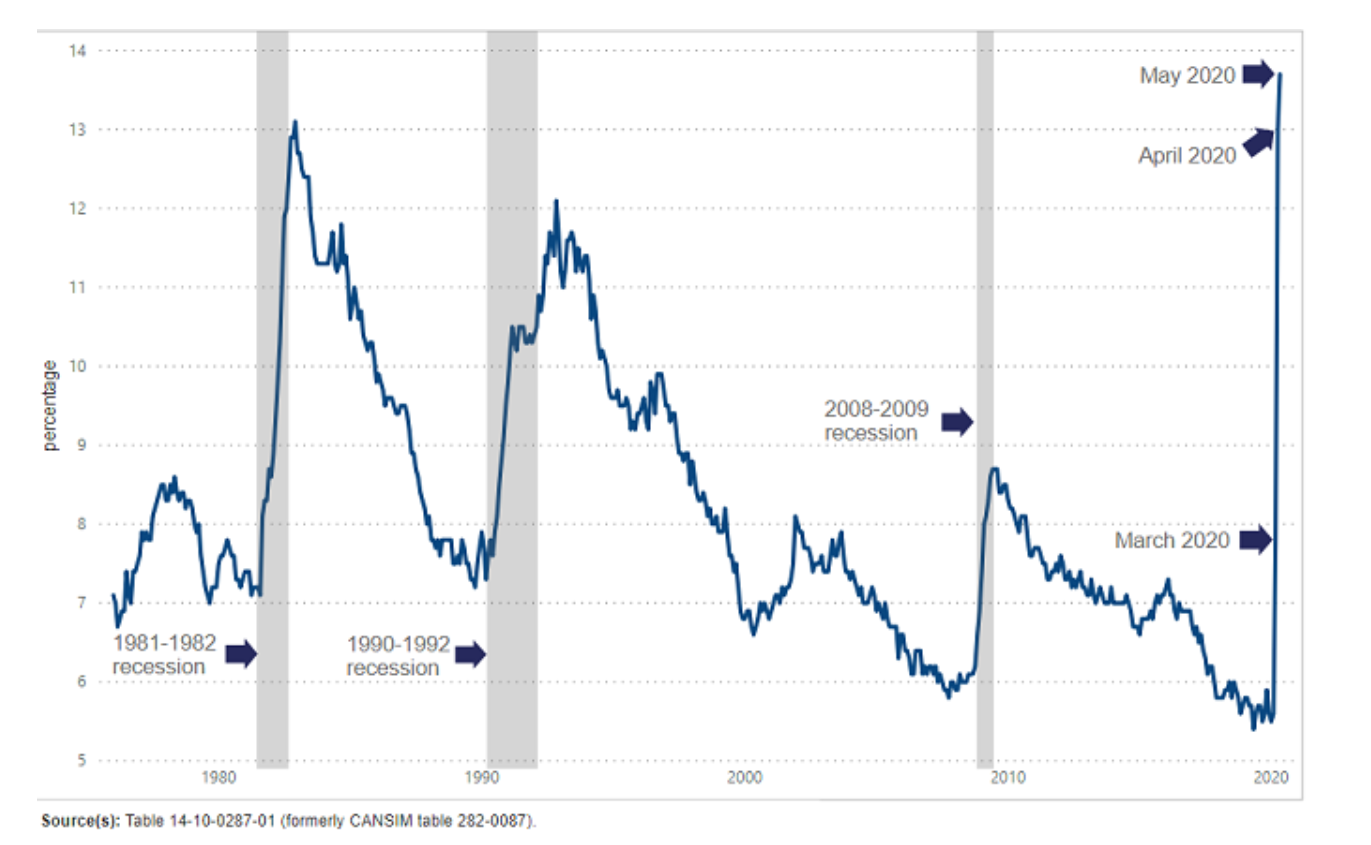 14
May 2020
13
April 2020
12
11
10
percentage
2008-2009
recession
9
8
March 2020
7
1981-1982
recession
1990-1992
recession
6
5
1980 1990 2000 2010 2020
Source(s): Table 14-10-0287-01 (formerly CANSIM table 282-0087).